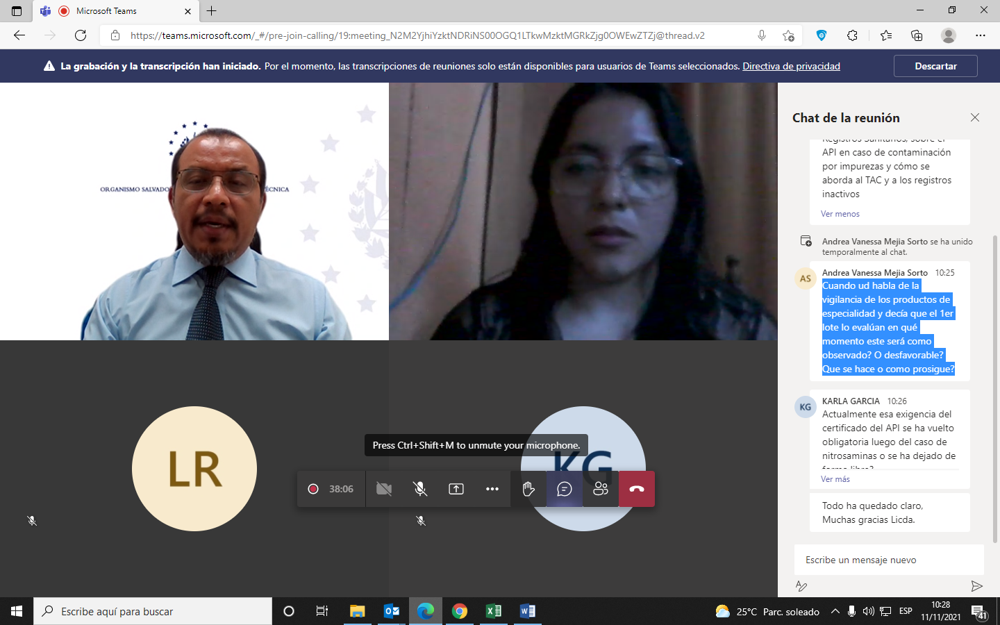 Microsoft Teams
https://teams.microsoft.com/_#/pre-join-calling/19:meeting_N2M2YjhiYzktNDRiNS00OGQ1LTkwMzktMGRkZjg0OWEwZTZj@thread.v2
La grabación y la transcripción han iniciado. Por el momento, las transcripciones de reuniones solo están disponibles para usuarios de Teams seleccionados. Directiva de privacidad
Descartar
ORGANISMO SALVADO
ÉCNICA
LR
KG
Press Ctrl+Shift+M to unmute your microphone.
38:06
Chat de la reunión
Registros Sanitarios, sobre el
API en caso de contaminación
por impurezas y cómo se
aborda al TAC y a los registros
inactivos
Ver menos
Andrea Vanessa Mejia Sorto se ha unido
temporalmente al chat.
AS
Andrea Vanessa Mejia Sorto 10:25
Cuando ud habla de la
vigilancia de los productos de
especialidad y decía que el 1er
lote lo evalúan en qué
momento este será como
observado? O desfavorable?
Que se hace o como prosigue?
KG
KARLA GARCIA 10:26
Actualmente esa exigencia del
certificado del API se ha vuelto
obligatoria luego del caso de
nitrosaminas o se ha dejado de
forma libre?
Ver más
Todo ha quedado claro,
Muchas gracias Licda.
Escribe un mensaje nuevo
Escribe aquí para buscar
25°C Parc. soleado
ESP
10:28
11/11/2021
41